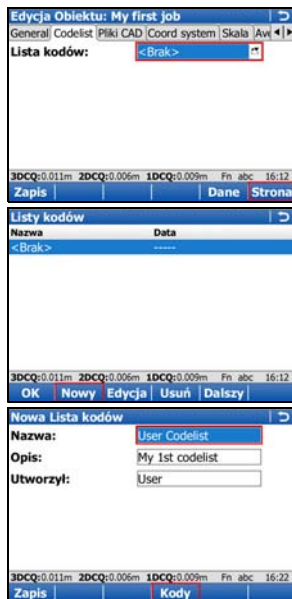 Edycja Obiektu: My first job
General Codelist Pliki CAD Coord system Skala Ave
Lista kodów: <Brak>
3DCQ:0.011m 2DCQ:0.006m 1DCQ:0.009m Fn abc 16:12
Zapis Dane Strona
Listy kodów
Nazwa Data
<Brak> -----
3DCQ:0.011m 2DCQ:0.006m 1DCQ:0.009m Fn abc 16:12
OK Nowy Edycja Usuń Dalszy
Nowa Lista kodów
Nazwa: User Codelist
Opis: My 1st codelist
Utworzył: User
3DCQ:0.011m 2DCQ:0.006m 1DCQ:0.009m Fn abc 16:22
Zapis Kody